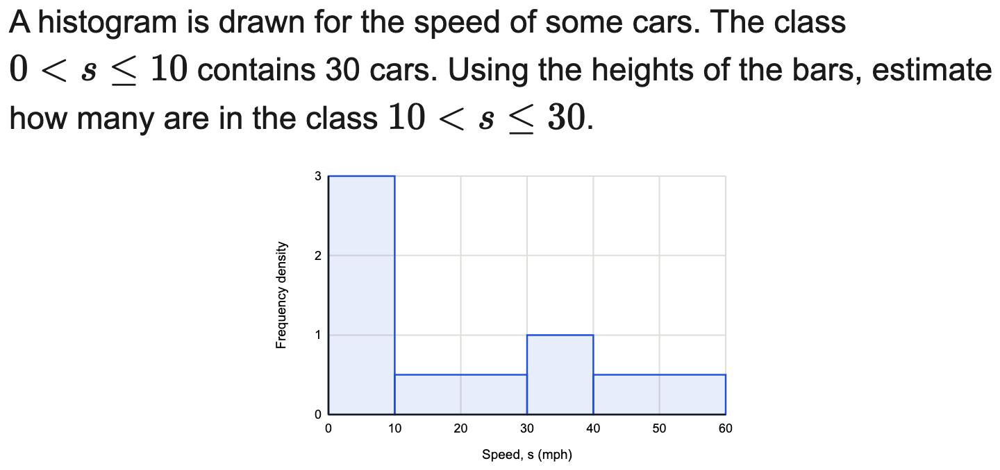 A histogram is drawn for the speed of some cars. The class
0 < s ≤ 10 contains 30 cars. Using the heights of the bars, estimate
how many are in the class 10 < s ≤ 30.
3
2
1
0
Frequency density
0 10 20 30 40 50 60
Speed, s (mph)